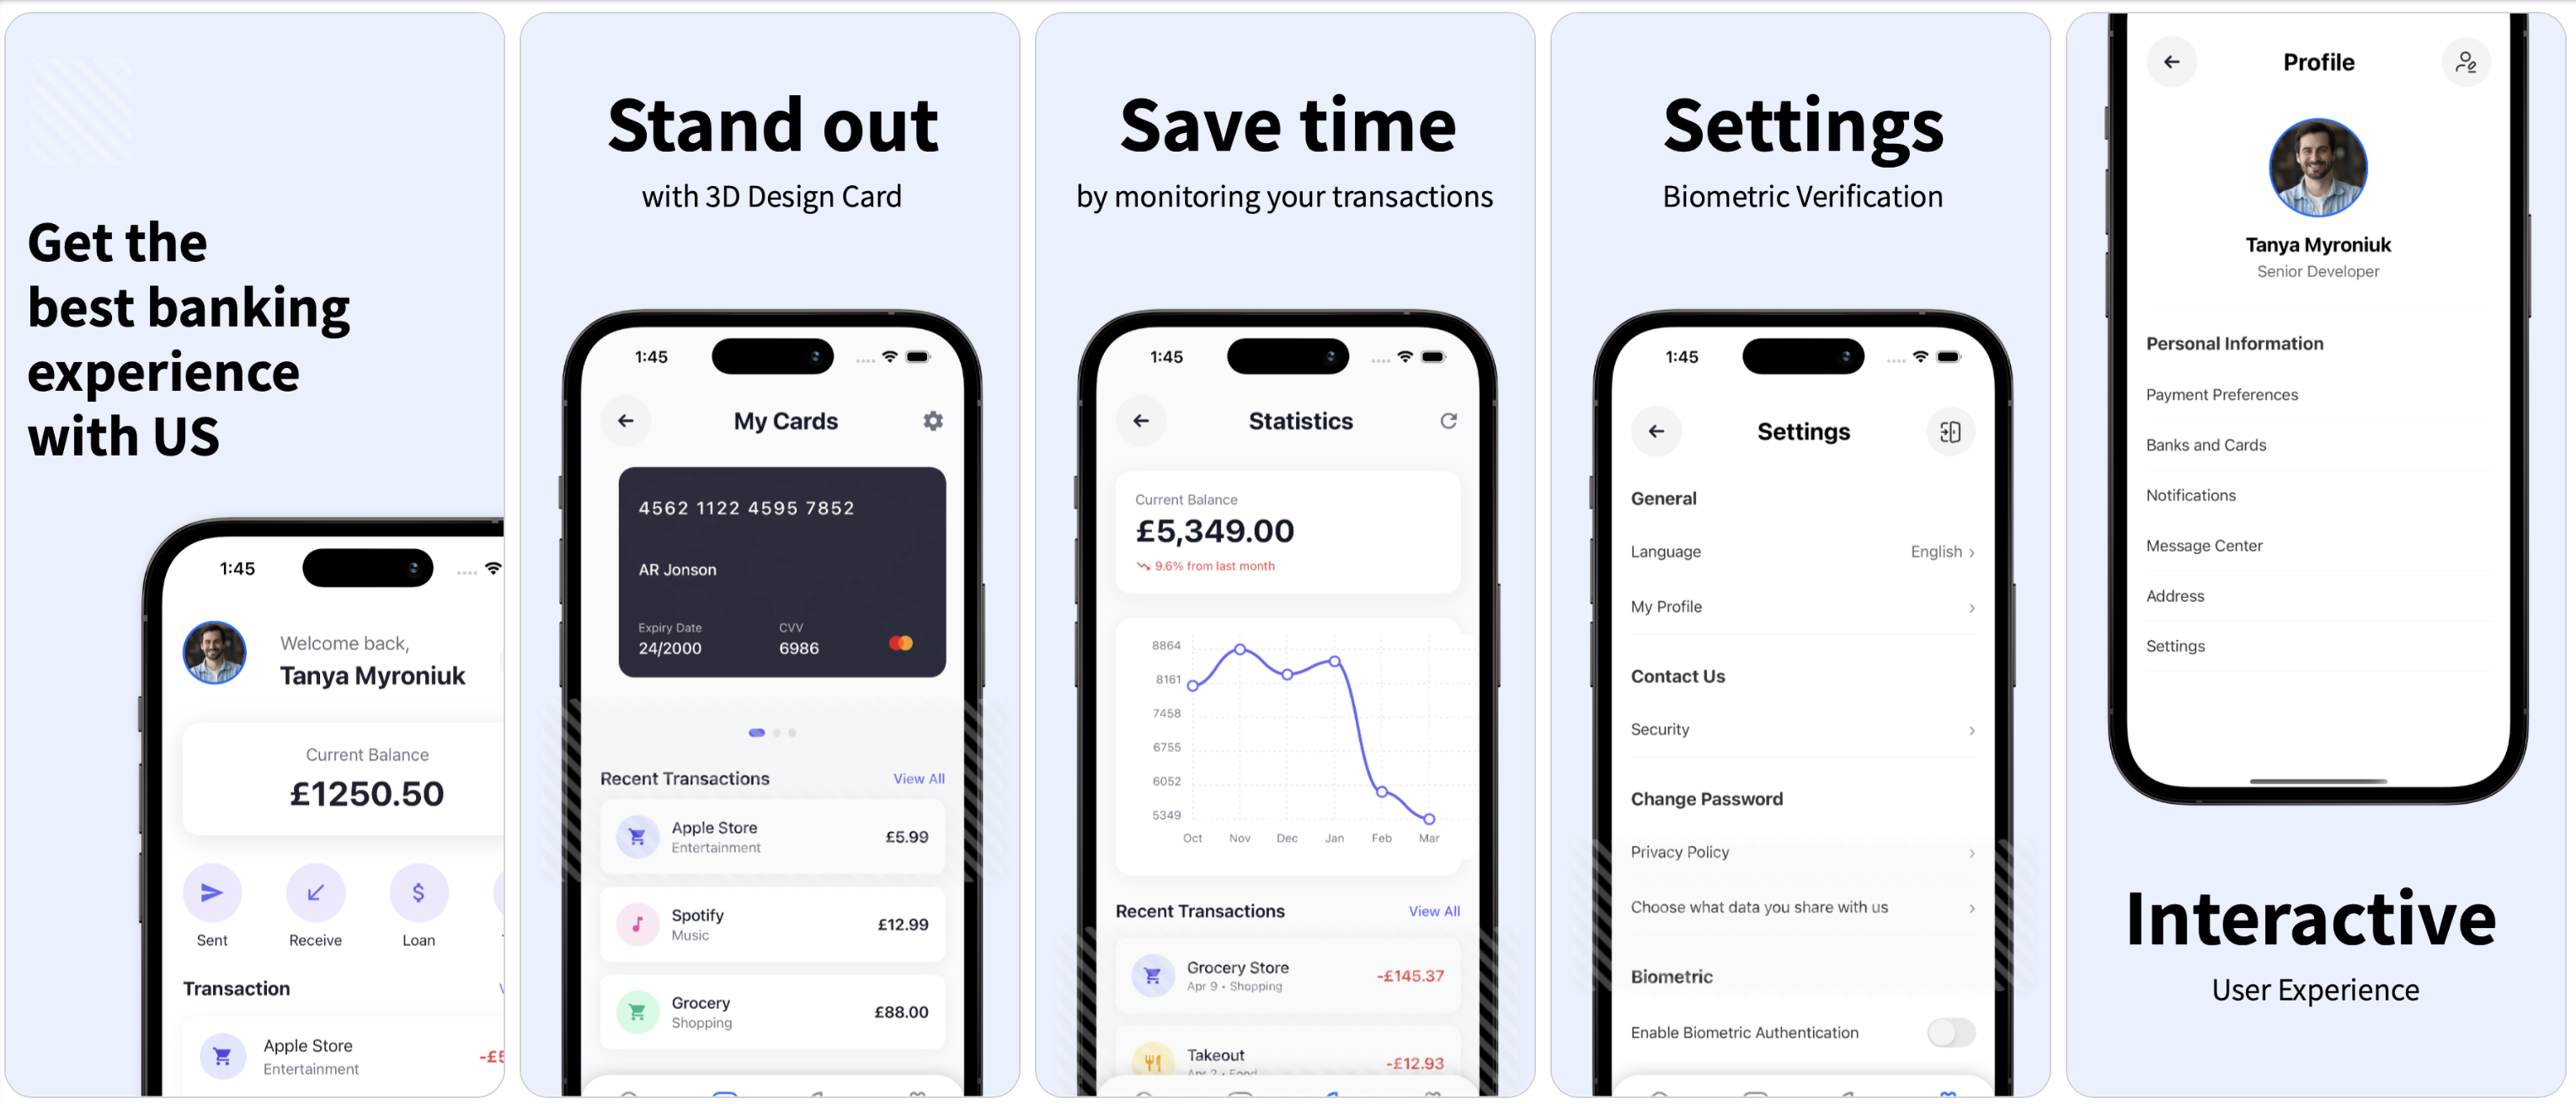 Get the
best banking
experience
with US
1:45
Welcome back,
Tanya Myroniuk
Current Balance
£1250.50
Sent
Receive
Loan
Transaction
Apple Store
Entertainment
Stand out
with 3D Design Card
1:45
My Cards
4562 1122 4595 7852
AR Jonson
Expiry Date CVV
24/2000 6986
Recent Transactions View All
Apple Store £5.99
Entertainment
Spotify £12.99
Music
Grocery £88.00
Shopping
Save time
by monitoring your transactions
1:45
Statistics
Current Balance
£5,349.00
9.6% from last month
8864
8161
7458
6755
6052
5349
Oct Nov Dec Jan Feb Mar
Recent Transactions View All
Grocery Store -£145.37
Apr 9 • Shopping
Takeout -£12.93
Apr 2 • Food
Settings
Biometric Verification
1:45
Settings
General
Language English
My Profile
Contact Us
Security
Change Password
Privacy Policy
Choose what data you share with us
Biometric
Enable Biometric Authentication
Profile
Tanya Myroniuk
Senior Developer
Personal Information
Payment Preferences
Banks and Cards
Notifications
Message Center
Address
Settings
Interactive
User Experience